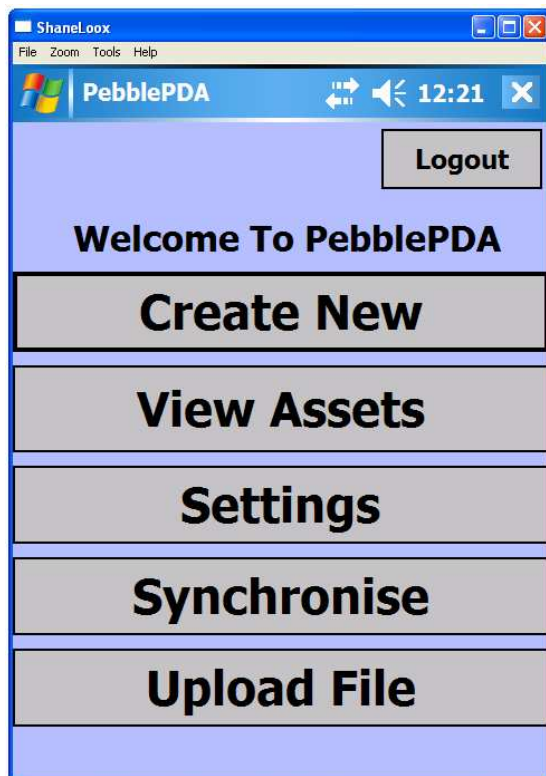 ShaneLoox
File Zoom Tools Help
PebblePDA 12:21
Logout
Welcome To PebblePDA
Create New
View Assets
Settings
Synchronise
Upload File